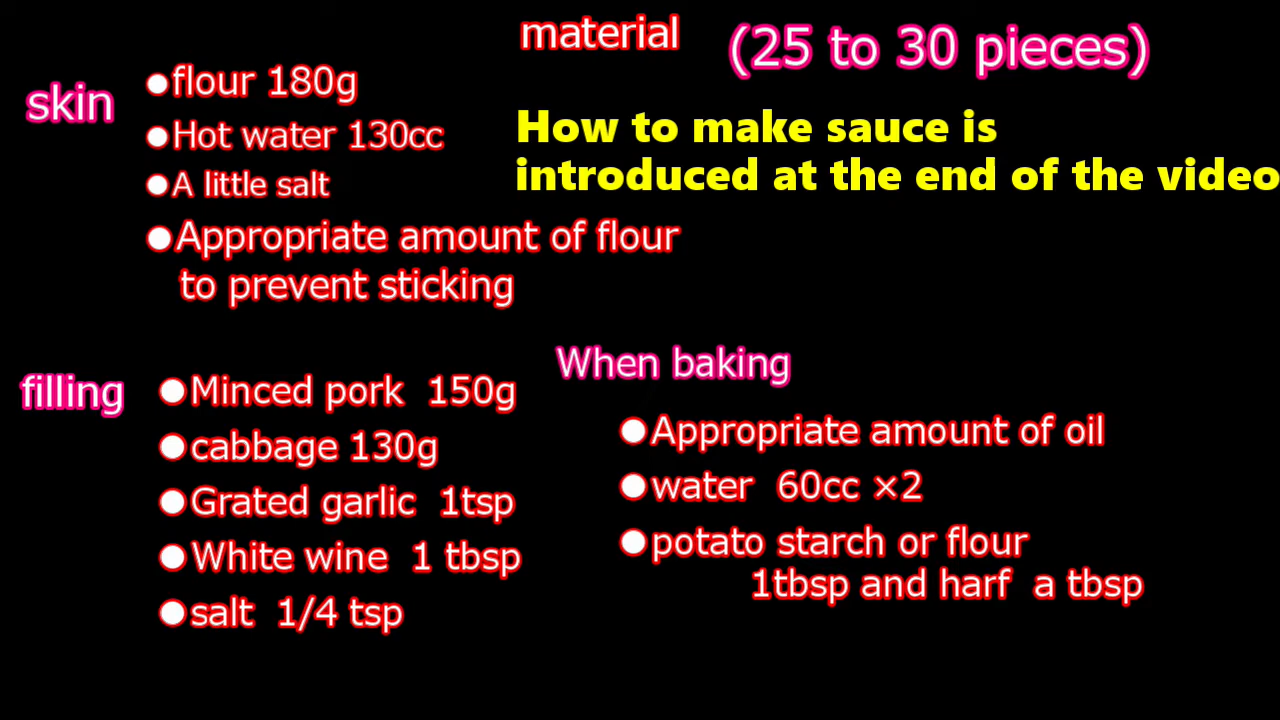 material
(25 to 30 pieces)
skin
●flour 180g
●Hot water 130cc
●A little salt
●Appropriate amount of flour
to prevent sticking
How to make sauce is
introduced at the end of the video
filling
●Minced pork 150g
●cabbage 130g
●Grated garlic 1tsp
●White wine 1 tbsp
●salt 1/4 tsp
When baking
●Appropriate amount of oil
●water 60cc ×2
●potato starch or flour
1tbsp and harf a tbsp